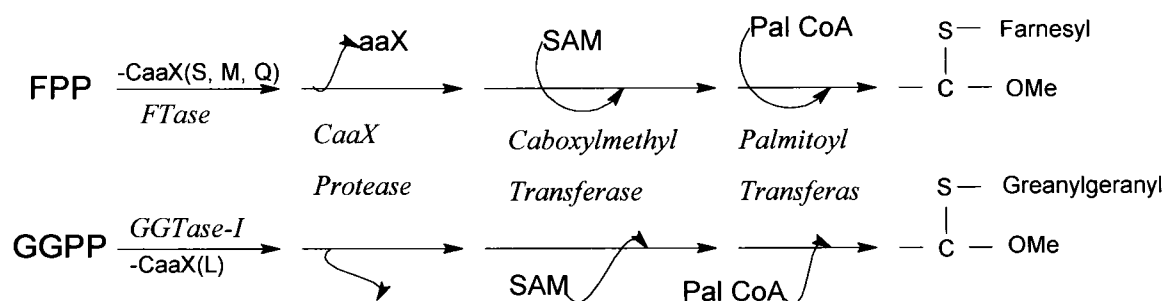 aaX SAM Pal CoA S — Farnesyl
FPP -CaaX(S, M, Q) — C — OMe
FTase CaaX Caboxylmethyl Palmitoyl
Protease Transferase Transferas S — Greanylgeranyl
GGPP GGTase-I — C — OMe
-CaaX(L) SAM Pal CoA